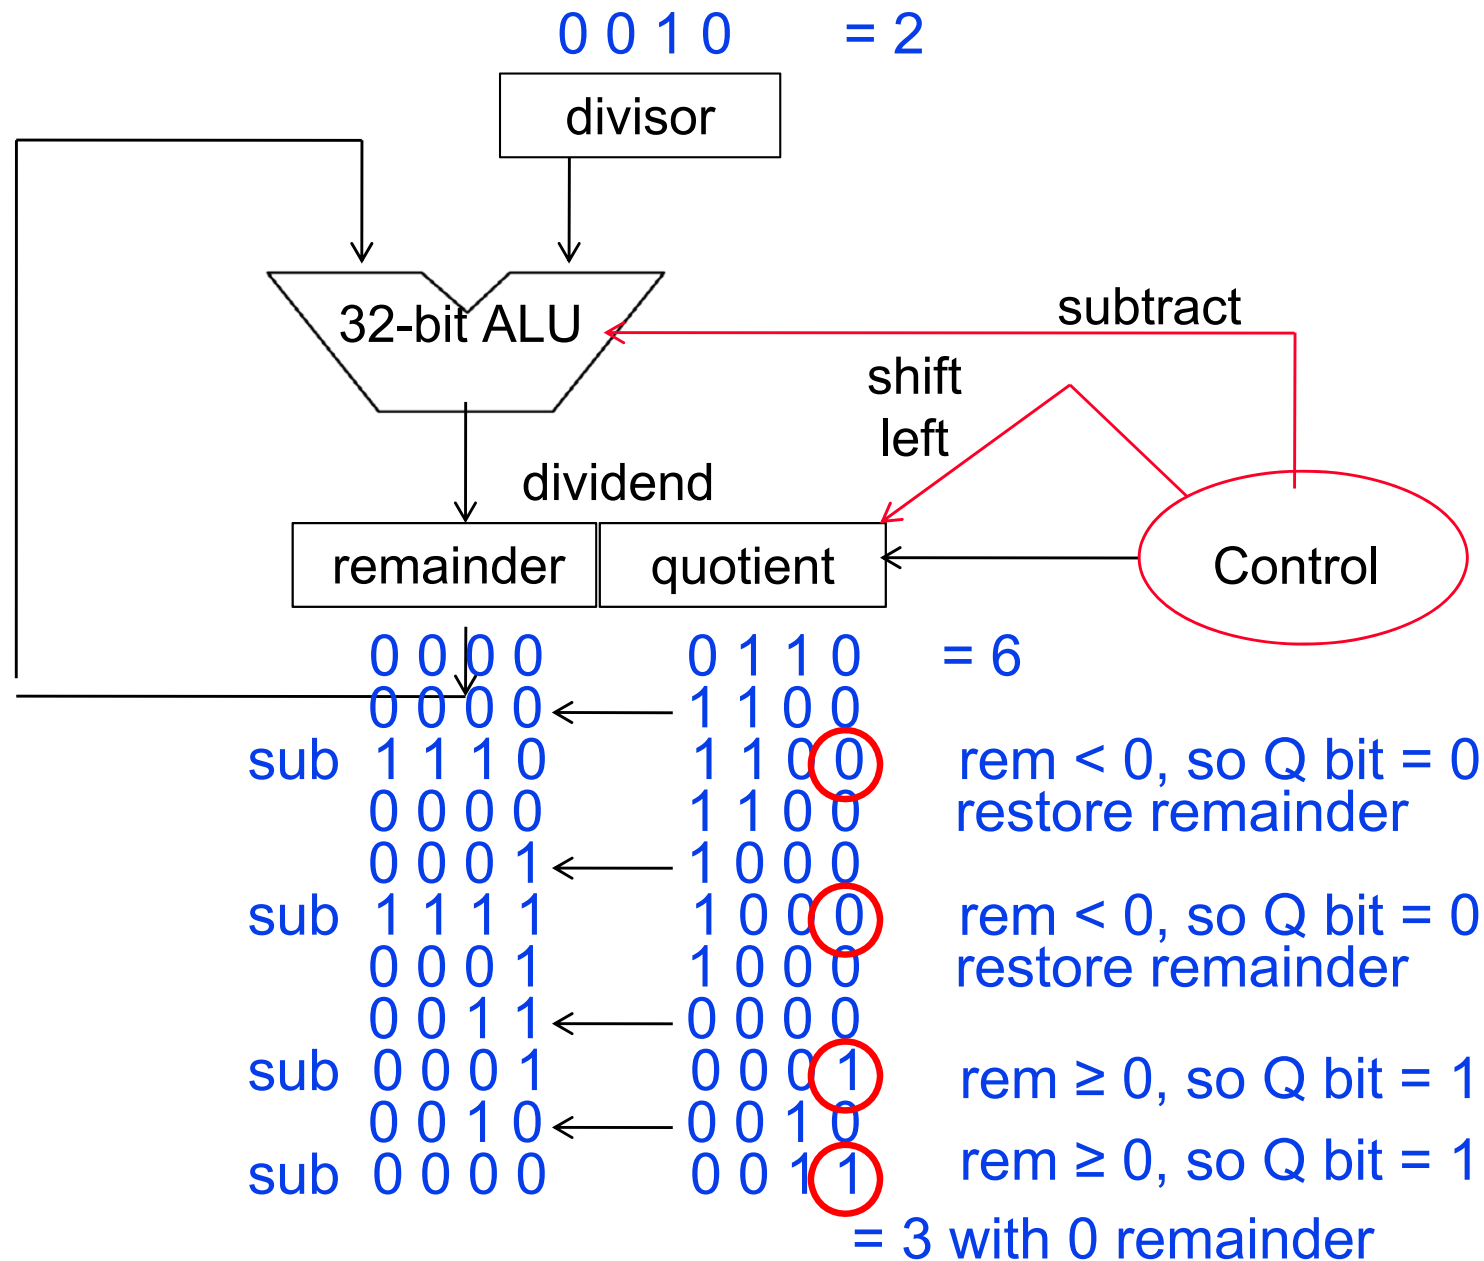 0 0 1 0 = 2
divisor
32-bit ALU
subtract
shift
left
dividend
remainder quotient Control
0 0 0 0 0 1 1 0 = 6
0 0 0 0 1 1 0 0
sub 1 1 1 0 1 1 0 0 rem < 0, so Q bit = 0
0 0 0 0 1 1 0 0 restore remainder
0 0 0 1 1 0 0 0
sub 1 1 1 1 1 0 0 0 rem < 0, so Q bit = 0
0 0 0 1 1 0 0 0 restore remainder
0 0 1 1 0 0 0 0
sub 0 0 0 1 0 0 0 1 rem ≥ 0, so Q bit = 1
0 0 1 0 0 0 1 0
sub 0 0 0 0 0 0 1 1 rem ≥ 0, so Q bit = 1
= 3 with 0 remainder